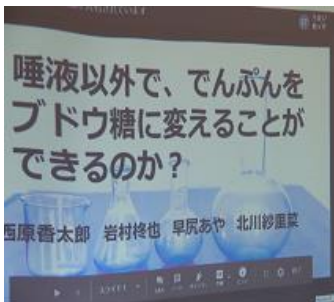 唾液以外で、でんぷんを
ブドウ糖に変えることが
できるのか？
西原香太郎 岩村柊也 早尻あや 北川紗里菜